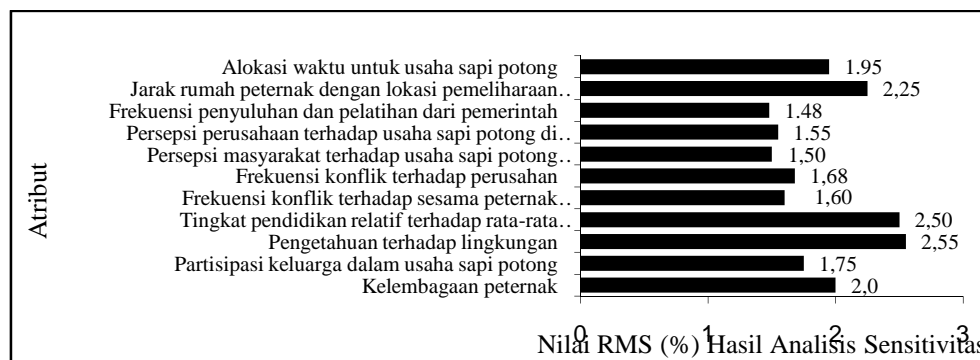 Atribut
Alokasi waktu untuk usaha sapi potong 1.95
Jarak rumah peternak dengan lokasi pemeliharaan.. 2,25
Frekuensi penyuluhan dan pelatihan dari pemerintah 1.48
Persepsi perusahaan terhadap usaha sapi potong di.. 1.55
Persepsi masyarakat terhadap usaha sapi potong.. 1,50
Frekuensi konflik terhadap perusahan 1,68
Frekuensi konflik terhadap sesama peternak.. 1,60
Tingkat pendidikan relatif terhadap rata-rata.. 2,50
Pengetahuan terhadap lingkungan 2,55
Partisipasi keluarga dalam usaha sapi potong 1,75
Kelembagaan peternak 2,0
0 1 2 3
Nilai RMS (%) Hasil Analisis Sensitivitas